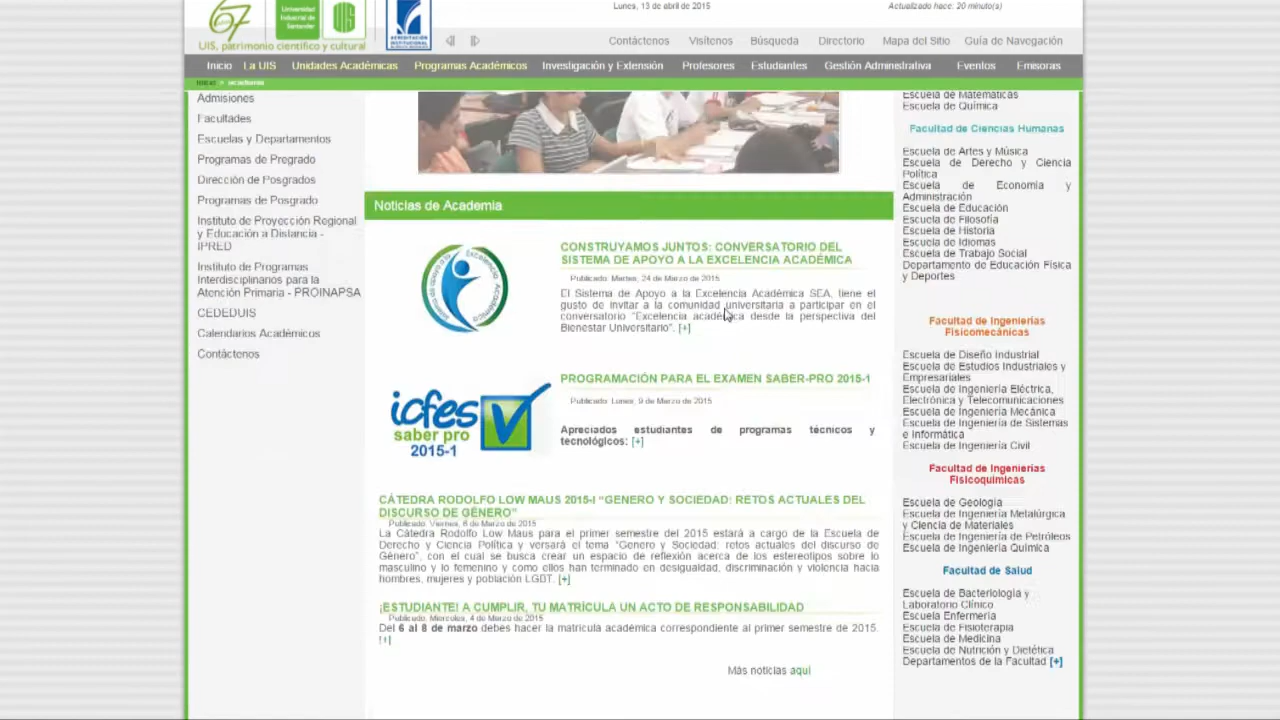 Lunes, 13 de abril de 2015
Actualizado hace: 20 minuto(s)
67
Universidad
Industrial de
Santander
UIS
ACREDITACIÓN
INSTITUCIONAL
UIS, patrimonio científico y cultural
Contáctenos Visítenos Búsqueda Directorio Mapa del Sitio Guía de Navegación
Inicio La UIS Unidades Académicas Programas Académicos Investigación y Extensión Profesores Estudiantes Gestión Administrativa Eventos Emisoras
Inicio > academia
Admisiones
Facultades
Escuelas y Departamentos
Programas de Pregrado
Dirección de Posgrados
Programas de Posgrado
Instituto de Proyección Regional
y Educación a Distancia -
IPRED
Instituto de Programas
Interdisciplinarios para la
Atención Primaria - PROINAPSA
CEDEDUIS
Calendarios Académicos
Contáctenos
Noticias de Academia
CONSTRUYAMOS JUNTOS: CONVERSATORIO DEL
SISTEMA DE APOYO A LA EXCELENCIA ACADÉMICA
Publicado: Martes, 24 de Marzo de 2015
El Sistema de Apoyo a la Excelencia Académica SEA, tiene el
gusto de invitar a la comunidad universitaria a participar en el
conversatorio "Excelencia académica desde la perspectiva del
Bienestar Universitario". [+]
icfes
saber pro
2015-1
PROGRAMACIÓN PARA EL EXAMEN SABER-PRO 2015-1
Publicado: Lunes, 9 de Marzo de 2015
Apreciados estudiantes de programas técnicos y
tecnológicos: [+]
CÁTEDRA RODOLFO LOW MAUS 2015-I “GENERO Y SOCIEDAD: RETOS ACTUALES DEL
DISCURSO DE GÉNERO”
Publicado: Viernes, 6 de Marzo de 2015
La Cátedra Rodolfo Low Maus para el primer semestre del 2015 estará a cargo de la Escuela de
Derecho y Ciencia Política y versará el tema “Genero y Sociedad: retos actuales del discurso de
Género”, con el cual se busca crear un espacio de reflexión acerca de los estereotipos sobre lo
masculino y lo femenino y como ellos han terminado en desigualdad, discriminación y violencia hacia
hombres, mujeres y población LGBT. [+]
¡ESTUDIANTE! A CUMPLIR, TU MATRÍCULA UN ACTO DE RESPONSABILIDAD
Publicado: Miércoles, 4 de Marzo de 2015
Del 6 al 8 de marzo debes hacer la matrícula académica correspondiente al primer semestre de 2015.
[+]
Más noticias aquí
Escuela de Matemáticas
Escuela de Química
Facultad de Ciencias Humanas
Escuela de Artes y Música
Escuela de Derecho y Ciencia
Política
Escuela de Economía y
Administración
Escuela de Educación
Escuela de Filosofía
Escuela de Historia
Escuela de Idiomas
Escuela de Trabajo Social
Departamento de Educación Física
y Deportes
Facultad de Ingenierías
Fisicomecánicas
Escuela de Diseño Industrial
Escuela de Estudios Industriales y
Empresariales
Escuela de Ingeniería Eléctrica,
Electrónica y Telecomunicaciones
Escuela de Ingeniería Mecánica
Escuela de Ingeniería de Sistemas
e Informática
Escuela de Ingeniería Civil
Facultad de Ingenierías
Fisicoquímicas
Escuela de Geología
Escuela de Ingeniería Metalúrgica
y Ciencia de Materiales
Escuela de Ingeniería de Petróleos
Escuela de Ingeniería Química
Facultad de Salud
Escuela de Bacteriología y
Laboratorio Clínico
Escuela Enfermería
Escuela de Fisioterapia
Escuela de Medicina
Escuela de Nutrición y Dietética
Departamentos de la Facultad [+]